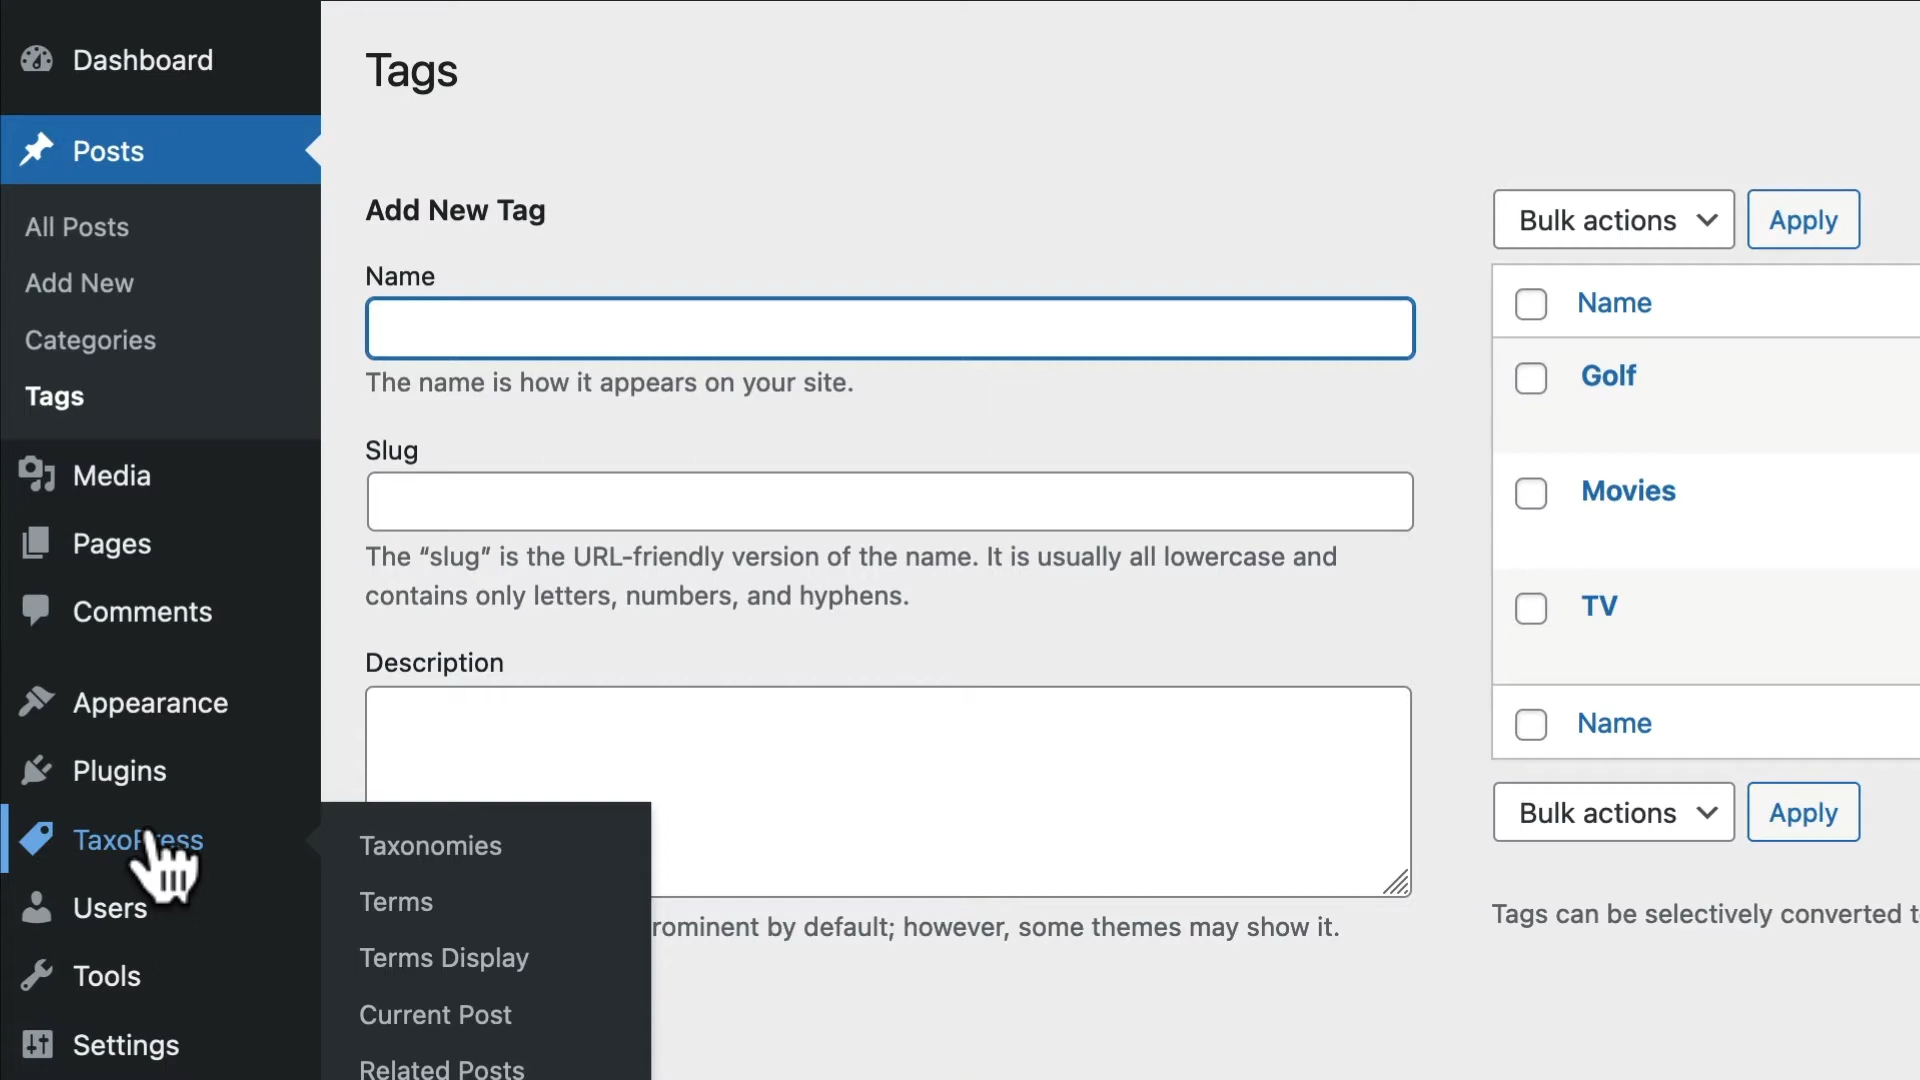 Dashboard
Posts
All Posts
Add New
Categories
Tags
Media
Pages
Comments
Appearance
Plugins
TaxoPress
Users
Tools
Settings
Taxonomies
Terms
Terms Display
Current Post
Related Posts
Tags
Add New Tag
Name
The name is how it appears on your site.
Slug
The “slug” is the URL-friendly version of the name. It is usually all lowercase and
contains only letters, numbers, and hyphens.
Description
rominent by default; however, some themes may show it.
Bulk actions Apply
Name
Golf
Movies
TV
Name
Bulk actions Apply
Tags can be selectively converted t